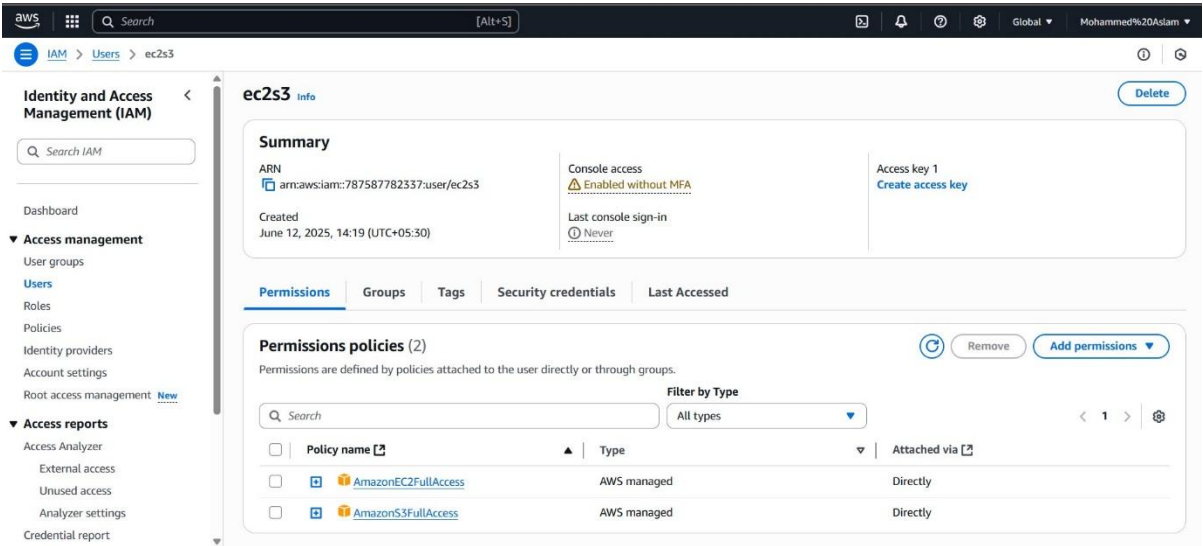 aws
Search [Alt+S]
Global ▼ Mohammed%20Aslam ▼
IAM > Users > ec2s3
Identity and Access Management (IAM)
Search IAM
Dashboard
▼ Access management
User groups
Users
Roles
Policies
Identity providers
Account settings
Root access management New
▼ Access reports
Access Analyzer
External access
Unused access
Analyzer settings
Credential report
ec2s3 Info
Delete
Summary
ARN
arn:aws:iam::787587782337:user/ec2s3
Created
June 12, 2025, 14:19 (UTC+05:30)
Console access
Enabled without MFA
Last console sign-in
Never
Access key 1
Create access key
Permissions Groups Tags Security credentials Last Accessed
Permissions policies (2)
Remove
Add permissions ▼
Permissions are defined by policies attached to the user directly or through groups.
Filter by Type
Search
All types
< 1 >
Policy name Type Attached via
AmazonEC2FullAccess AWS managed Directly
AmazonS3FullAccess AWS managed Directly